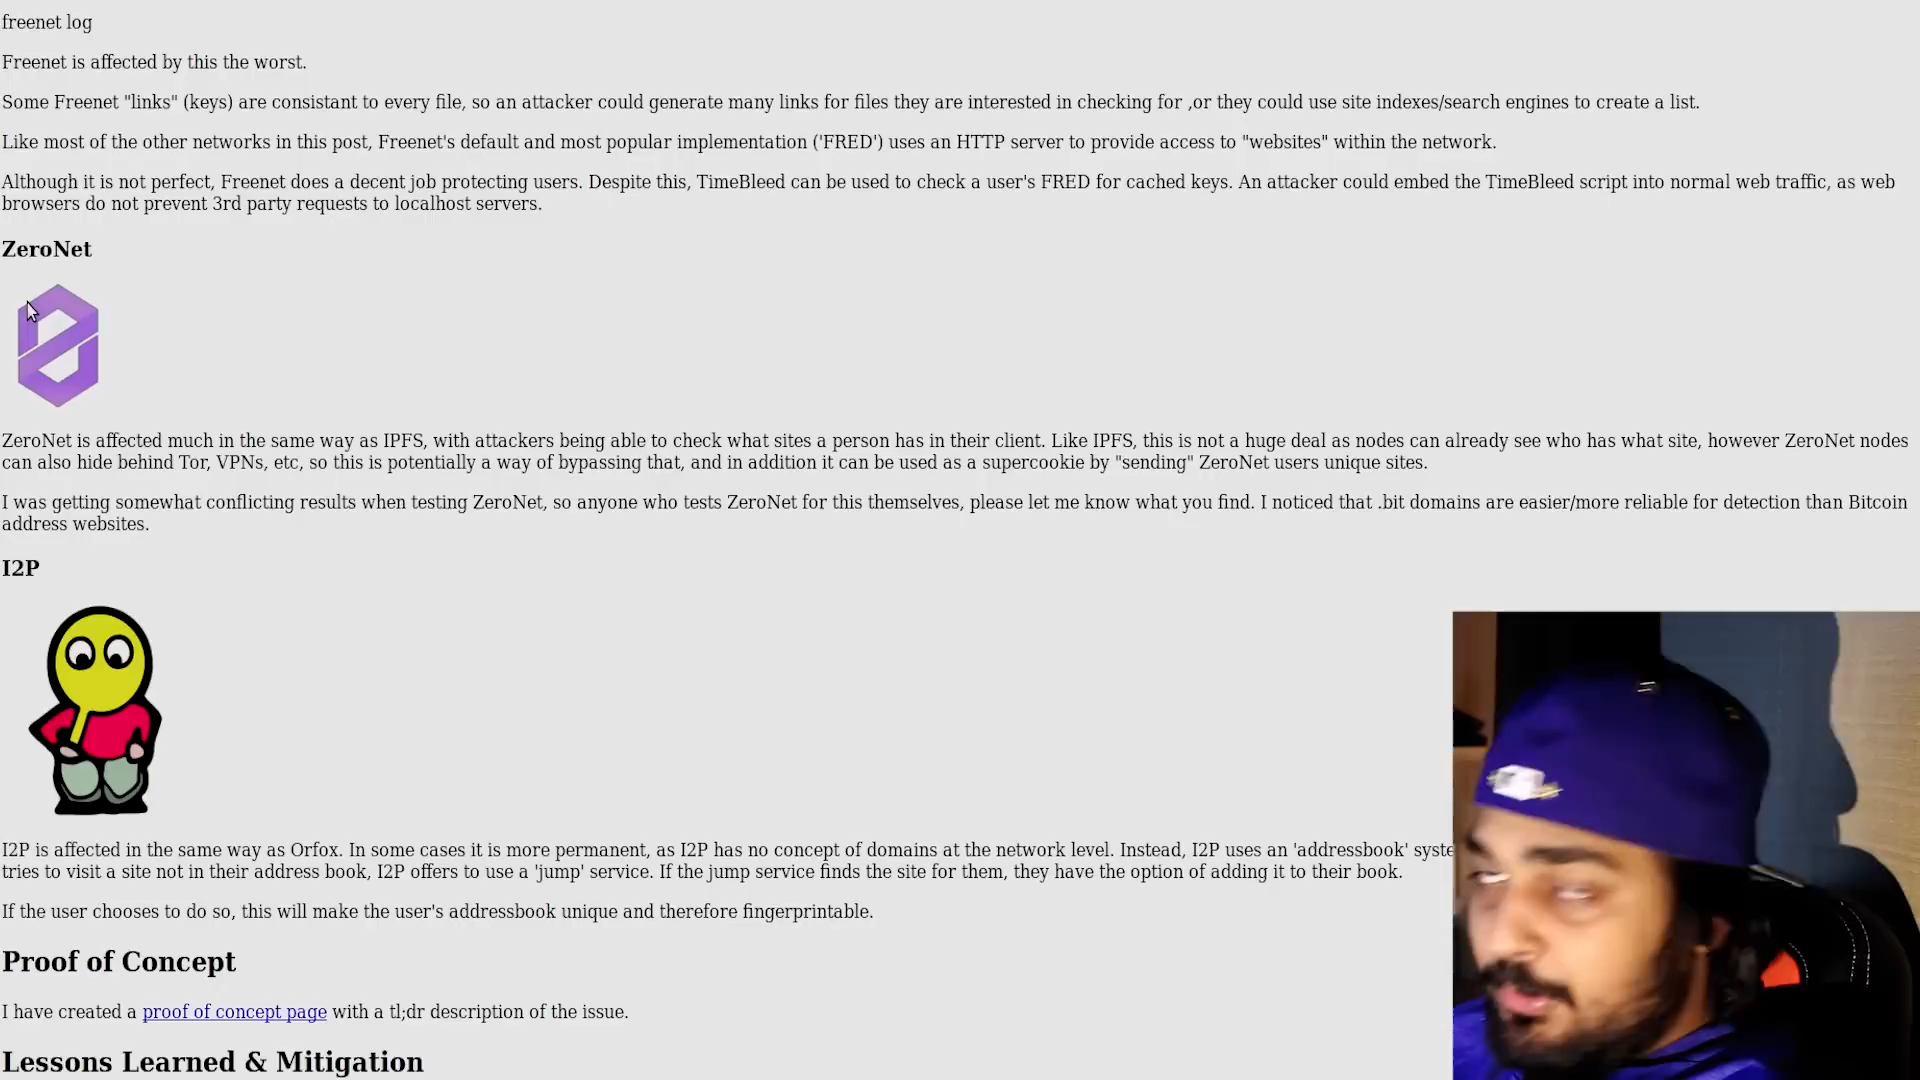 freenet log
Freenet is affected by this the worst.
Some Freenet "links" (keys) are consistant to every file, so an attacker could generate many links for files they are interested in checking for ,or they could use site indexes/search engines to create a list.
Like most of the other networks in this post, Freenet's default and most popular implementation ('FRED') uses an HTTP server to provide access to "websites" within the network.
Although it is not perfect, Freenet does a decent job protecting users. Despite this, TimeBleed can be used to check a user's FRED for cached keys. An attacker could embed the TimeBleed script into normal web traffic, as web
browsers do not prevent 3rd party requests to localhost servers.
ZeroNet
ZeroNet is affected much in the same way as IPFS, with attackers being able to check what sites a person has in their client. Like IPFS, this is not a huge deal as nodes can already see who has what site, however ZeroNet nodes
can also hide behind Tor, VPNs, etc, so this is potentially a way of bypassing that, and in addition it can be used as a supercookie by "sending" ZeroNet users unique sites.
I was getting somewhat conflicting results when testing ZeroNet, so anyone who tests ZeroNet for this themselves, please let me know what you find. I noticed that .bit domains are easier/more reliable for detection than Bitcoin
address websites.
I2P
I2P is affected in the same way as Orfox. In some cases it is more permanent, as I2P has no concept of domains at the network level. Instead, I2P uses an 'addressbook' syste
tries to visit a site not in their address book, I2P offers to use a 'jump' service. If the jump service finds the site for them, they have the option of adding it to their book.
If the user chooses to do so, this will make the user's addressbook unique and therefore fingerprintable.
Proof of Concept
I have created a proof of concept page with a tl;dr description of the issue.
Lessons Learned & Mitigation